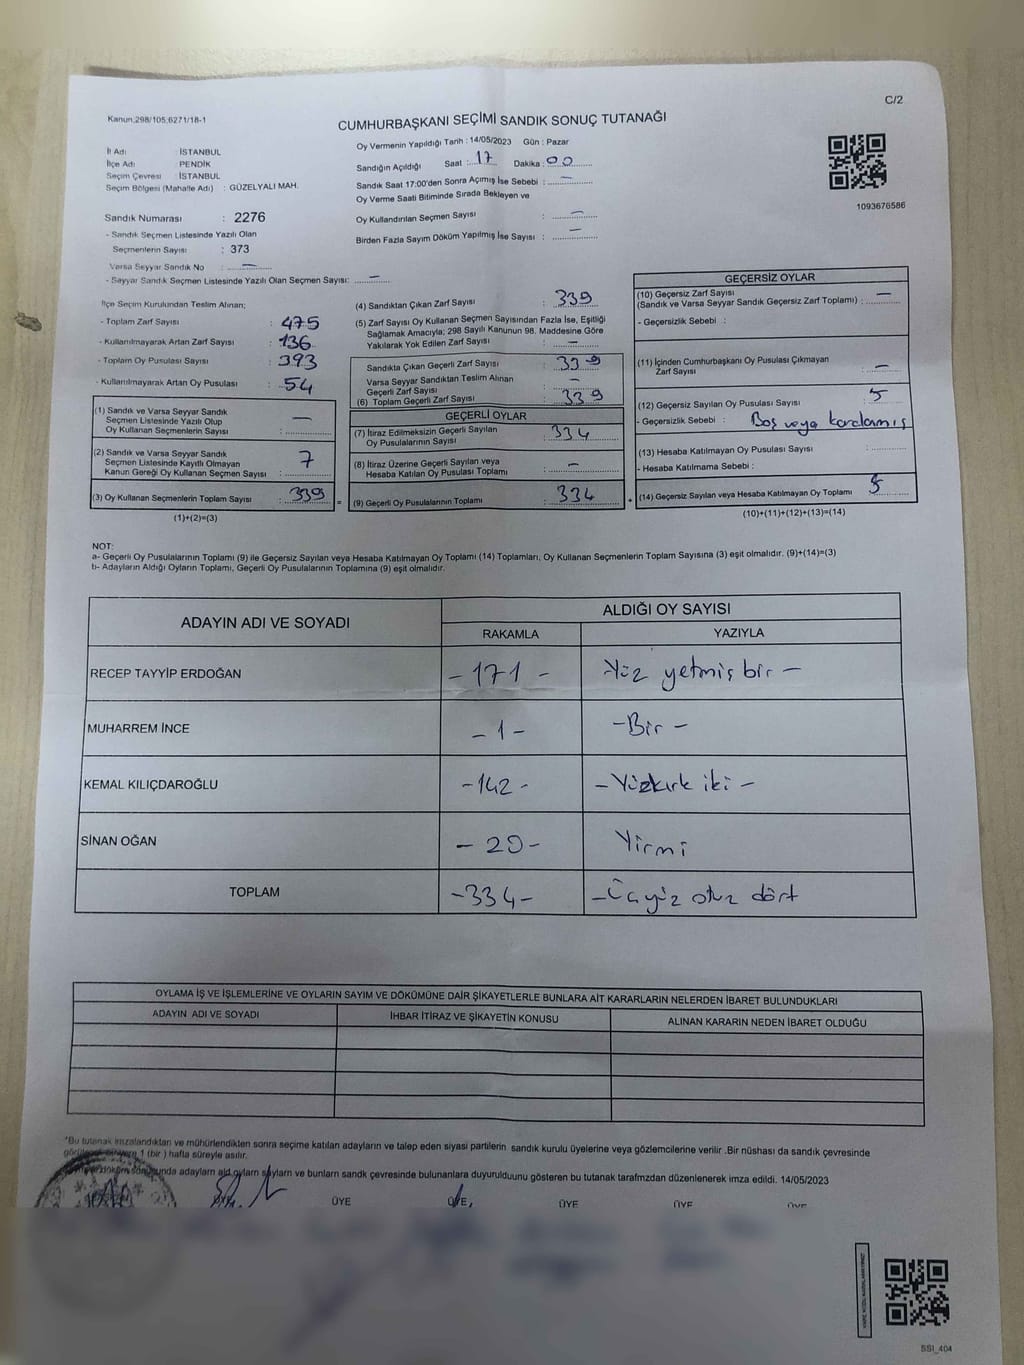 C/2
Kanun.298/105,6271/18-1
CUMHURBAŞKANI SEÇİMİ SANDIK SONUÇ TUTANAĞI
1093676586
İl Adı : İSTANBUL
İlçe Adı : PENDİK
Seçim Çevresi : İSTANBUL
Seçim Bölgesi (Mahalle Adı) : GÜZELYALI MAH.
Sandık Numarası : 2276
- Sandık Seçmen Listesinde Yazılı Olan
Seçmenlerin Sayısı : 373
Varsa Seyyar Sandık No : —
- Seyyar Sandık Seçmen Listesinde Yazılı Olan Seçmen Sayısı: —
Oy Vermenin Yapıldığı Tarih : 14/05/2023 Gün : Pazar
Sandığın Açıldığı Saat : 17 Dakika : 00
Sandık Saat 17:00'den Sonra Açımış İse Sebebi : —
Oy Verme Saati Bitiminde Sırada Bekleyen ve
Oy Kullandırılan Seçmen Sayısı : —
Birden Fazla Sayım Döküm Yapılmış İse Sayısı : —
İlçe Seçim Kurulundan Teslim Alınan;
- Toplam Zarf Sayısı : 475
- Kullanılmayarak Artan Zarf Sayısı : 136
- Toplam Oy Pusulası Sayısı : 393
- Kullanılmayarak Artan Oy Pusulası : 54
(1) Sandık ve Varsa Seyyar Sandık
Seçmen Listesinde Yazılı Olup
Oy Kullanan Seçmenlerin Sayısı : —
(2) Sandık ve Varsa Seyyar Sandık
Seçmen Listesinde Kayıtlı Olmayan
Kanun Gereği Oy Kullanan Seçmen Sayısı : 7
(3) Oy Kullanan Seçmenlerin Toplam Sayısı : 339 =
(1)+(2)=(3)
(4) Sandıktan Çıkan Zarf Sayısı : 339
(5) Zarf Sayısı Oy Kullanan Seçmen Sayısından Fazla İse, Eşitliği
Sağlamak Amacıyla; 298 Sayılı Kanunun 98. Maddesine Göre
Yakılarak Yok Edilen Zarf Sayısı : —
Sandıkta Çıkan Geçerli Zarf Sayısı : 339
Varsa Seyyar Sandıktan Teslim Alınan
Geçerli Zarf Sayısı : —
(6) Toplam Geçerli Zarf Sayısı : 339
GEÇERLİ OYLAR
(7) İtiraz Edilmeksizin Geçerli Sayılan
Oy Pusulalarının Sayısı : 334
(8) İtiraz Üzerine Geçerli Sayılan veya
Hesaba Katılan Oy Pusulası Toplamı : —
(9) Geçerli Oy Pusulalarının Toplamı : 334 +
GEÇERSİZ OYLAR
(10) Geçersiz Zarf Sayısı
(Sandık ve Varsa Seyyar Sandık Geçersiz Zarf Toplamı) : —
- Geçersizlik Sebebi :
(11) İçinden Cumhurbaşkanı Oy Pusulası Çıkmayan
Zarf Sayısı : —
(12) Geçersiz Sayılan Oy Pusulası Sayısı : 5
- Geçersizlik Sebebi : Boş veya karalanmış
(13) Hesaba Katılmayan Oy Pusulası Sayısı :
- Hesaba Katılmama Sebebi :
(14) Geçersiz Sayılan veya Hesaba Katılmayan Oy Toplamı : 5
(10)+(11)+(12)+(13)=(14)
NOT:
a- Geçerli Oy Pusulalarının Toplamı (9) ile Geçersiz Sayılan veya Hesaba Katılmayan Oy Toplamı (14) Toplamları, Oy Kullanan Seçmenlerin Toplam Sayısına (3) eşit olmalıdır. (9)+(14)=(3)
b- Adayların Aldığı Oyların Toplamı, Geçerli Oy Pusulalarının Toplamına (9) eşit olmalıdır.
ADAYIN ADI VE SOYADI ALDIĞI OY SAYISI
RAKAMLA YAZIYLA
RECEP TAYYİP ERDOĞAN -171- Yüz yetmiş bir -
MUHARREM İNCE -1- -Bir-
KEMAL KILIÇDAROĞLU -142- -Yüzkırk iki-
SİNAN OĞAN -20- Yirmi
TOPLAM -334- -Üçyüz otuz dört
OYLAMA İŞ VE İŞLEMLERİNE VE OYLARIN SAYIM VE DÖKÜMÜNE DAİR ŞİKAYETLERLE BUNLARA AİT KARARLARIN NELERDEN İBARET BULUNDUKLARI
ADAYIN ADI VE SOYADI İHBAR İTİRAZ VE ŞİKAYETİN KONUSU ALINAN KARARIN NEDEN İBARET OLDUĞU
*Bu tutanak imzalandıktan ve mühürlendikten sonra seçime katılan adayların ve talep eden siyasi partilerin sandık kurulu üyelerine veya gözlemcilerine verilir .Bir nüshası da sandık çevresinde
1 (bir ) hafta süreyle asılır.
döküm sonucunda adayların ald oyların sayların ve bunların sandık çevresinde bulunanlara duyurulduunu gösteren bu tutanak tarafmzdan düzenlenerek imza edildi. 14/05/2023
ÜYE ÜYE ÜYE ÜYE ÜYE ÜYE
SSI_404